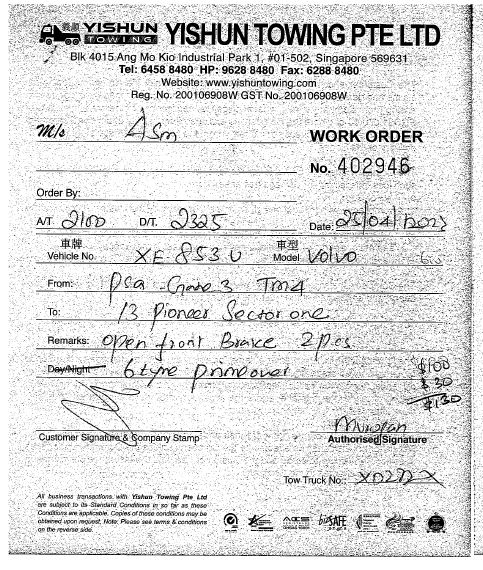 YISHUN TOWING YISHUN TOWING PTE LTD
Blk 4015 Ang Mo Kio Industrial Park 1, #01-502, Singapore 569631
Tel: 6458 8480 HP: 9628 8480 Fax: 6288 8480
Website: www.yishuntowing.com
Reg. No. 200106908W GST No. 200106908W
M/s Asm
WORK ORDER
No. 402946
Order By:
A/T 2100 D/T. 2325 Date: 25/04/2023
車牌 車型
Vehicle No. XE 853 U Model Volvo
From: psa Gate 3 Tm4
To: 13 Pioneer Sector one
Remarks: open front Brake 2 pcs
Day/Night 6 tyre primeover
$100
$ 30
$130
Customer Signature & Company Stamp Authorised Signature
Tow Truck No.: XD272 X
All business transactions with Yishun Towing Pte Ltd
are subject to its Standard Conditions in so far as these
Conditions are applicable. Copies of these conditions may be
obtained upon request. Note: Please see terms & conditions
on the reverse side.